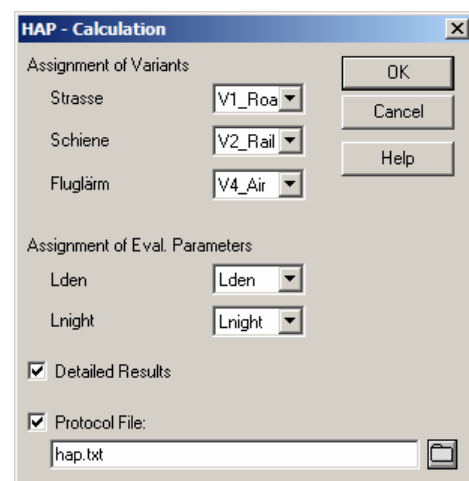 HAP - Calculation
Assignment of Variants
OK
Strasse V1_Roa
Cancel
Schiene V2_Rail
Help
Fluglärm V4_Air
Assignment of Eval. Parameters
Lden Lden
Lnight Lnight
Detailed Results
Protocol File:
hap.txt